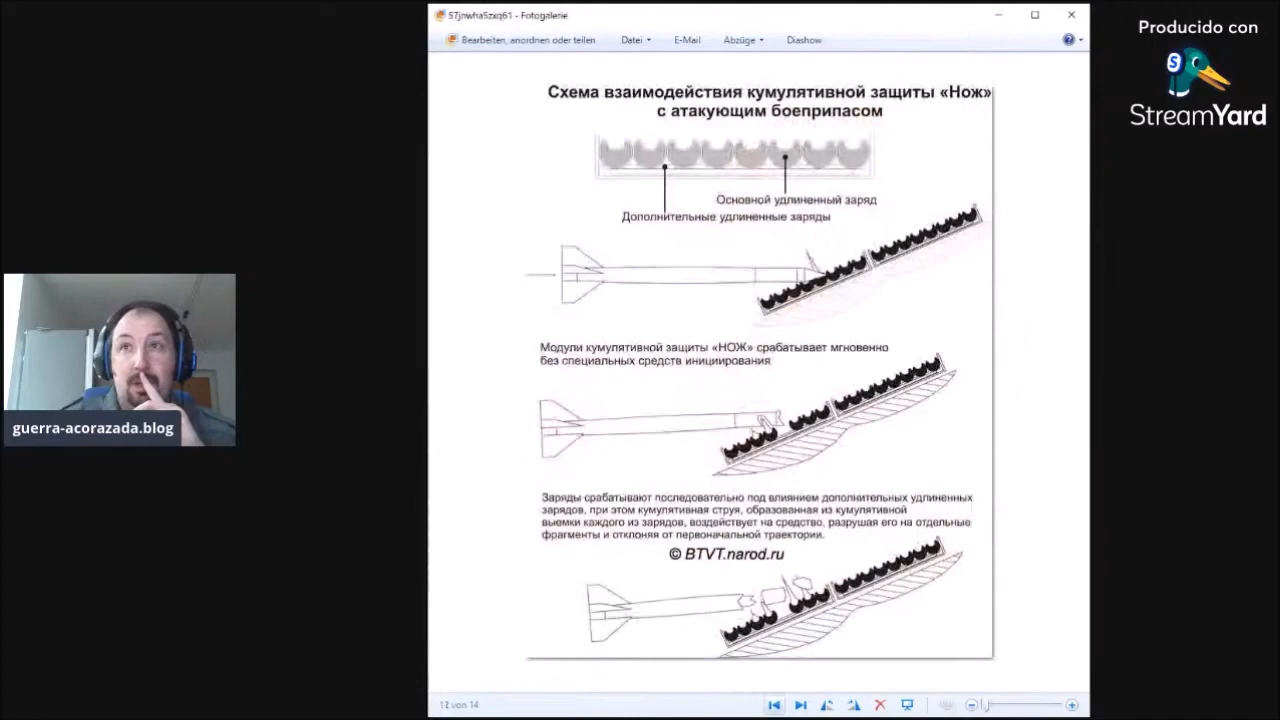 57jnwha5zxq61 - Fotogalerie
Producido con
StreamYard
Bearbeiten, anordnen oder teilen Datei E-Mail Abzüge Diashow
Схема взаимодействия кумулятивной защиты «Нож»
с атакующим боеприпасом
Основной удлиненный заряд
Дополнительные удлиненные заряды
Модули кумулятивной защиты «НОЖ» срабатывает мгновенно
без специальных средств инициирования
guerra-acorazada.blog
Заряды срабатывают последовательно под влиянием дополнительных удлиненных
зарядов, при этом кумулятивная струя, образованная из кумулятивной
выемки каждого из зарядов, воздействует на средство, разрушая его на отдельные
фрагменты и отклоняя от первоначальной траектории.
© BTVT.narod.ru
12 von 14